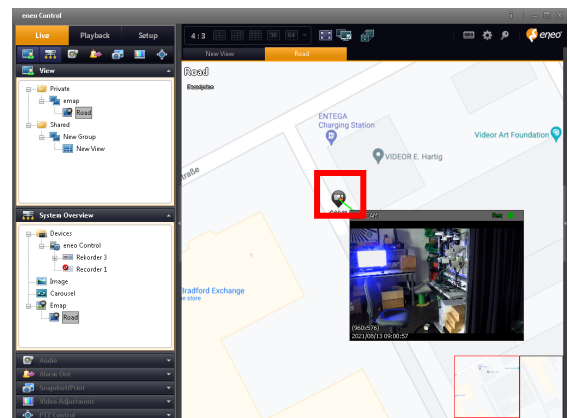 eneo Control
Live
Playback
Setup
4 : 3
36
64
eneo
View
New View
Road
Private
emap
Road
Shared
New Group
New View
Road
ENTEGA
Charging Station
Videor Art Foundation
VIDEOR E. Hartig
raße
CAM
Rec
Bradford Exchange
e store
(960x576)
2021/08/13 09:00:57
System Overview
Devices
eneo Control
Rekorder 3
Recorder 1
Image
Carousel
Emap
Road
Audio
Alarm Out
Snapshot/Print
Video Adjustment
PTZ Control